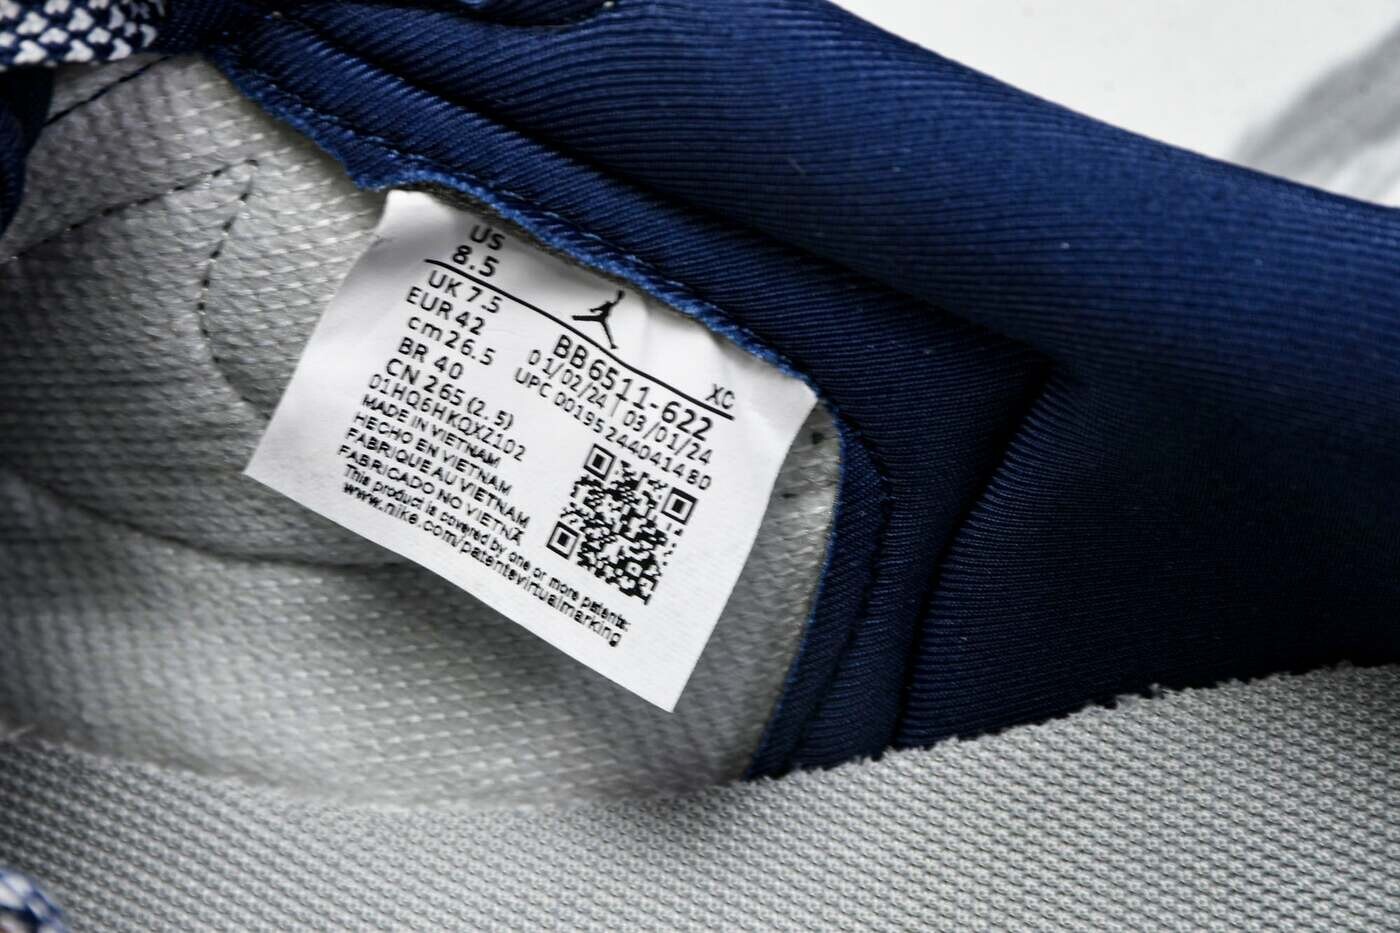 US
8.5
UK 7.5
EUR 42
cm 26.5
BR 40
CN 265 (2.5)
01HQ6HKQXZ102
MADE IN VIETNAM
HECHO EN VIETNAM
FABRIQUE AU VIETNAM
FABRICADO NO VIETNÃ
This product is covered by one or more patents:
www.nike.com/patentsvirtualmarking
XC
BB6511-622
01/02/24 | 03/01/24
UPC 00195244041480